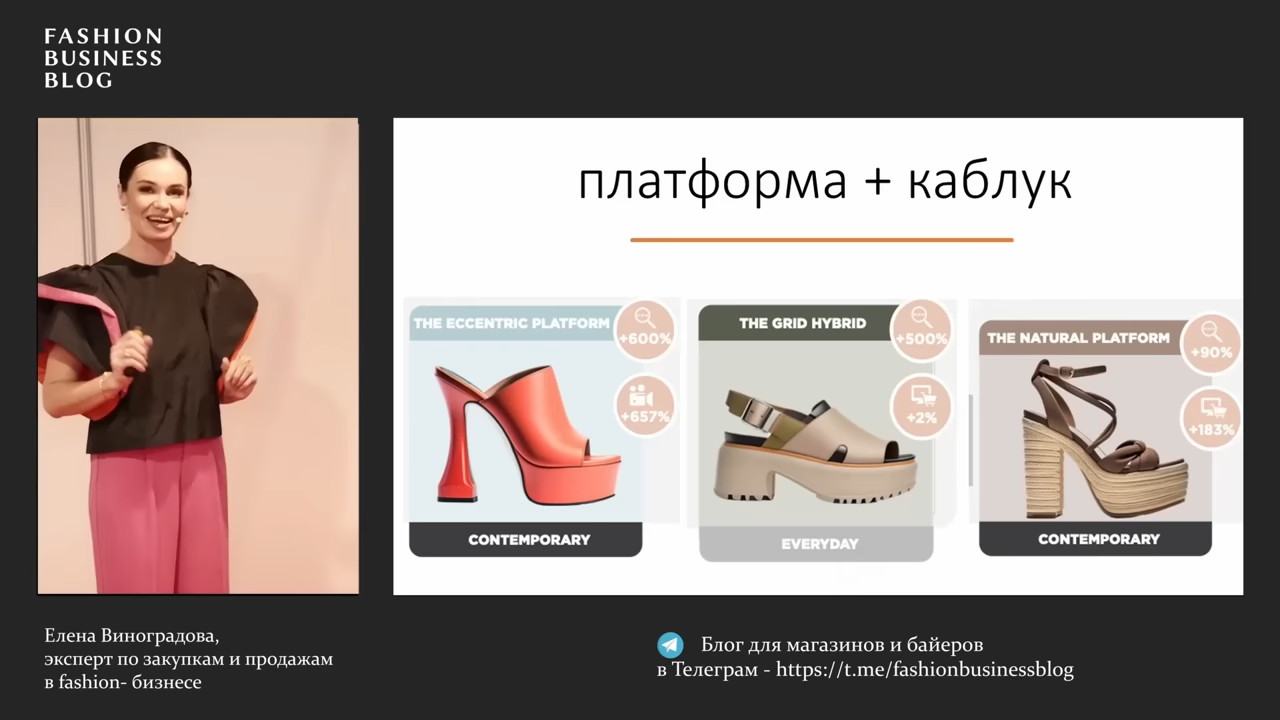 FASHION
BUSINESS
BLOG
платформа + каблук
THE ECCENTRIC PLATFORM
+600%
+657%
CONTEMPORARY
THE GRID HYBRID
+500%
+2%
EVERYDAY
THE NATURAL PLATFORM
+90%
+183%
CONTEMPORARY
Елена Виноградова,
эксперт по закупкам и продажам
в fashion- бизнесе
Блог для магазинов и байеров
в Телеграм - https://t.me/fashionbusinessblog